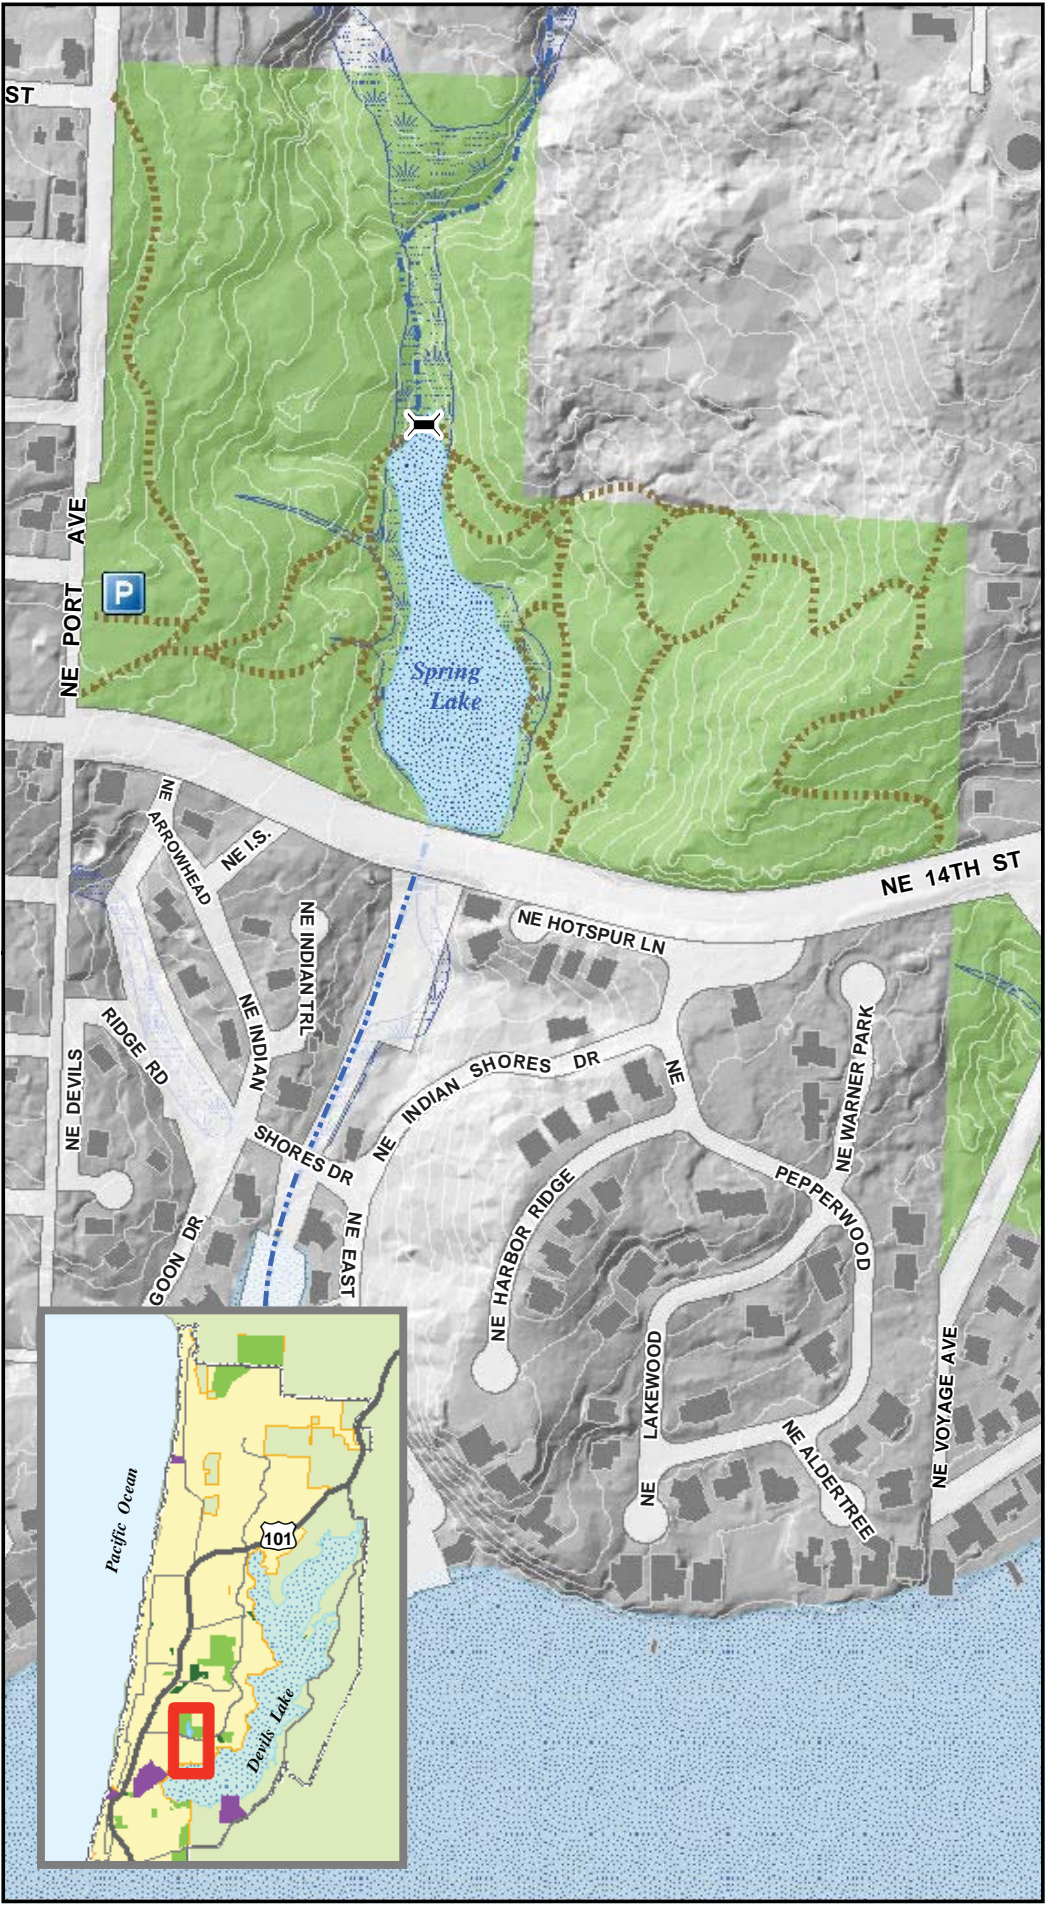 ST
NE PORT AVE
P
Spring
Lake
NE 14TH ST
NE ARROWHEAD
NE I.S.
NE INDIAN TRL
NE HOTSPUR LN
NE INDIAN
SHORES DR
RIDGE RD
NE DEVILS
NE INDIAN SHORES DR
NE
PEPPERWOOD
NE WARNER PARK
NE HARBOR RIDGE
GOON DR
NE EAST
NE LAKEWOOD
NE ALDERTREE
NE VOYAGE AVE
Pacific Ocean
101
Devils Lake